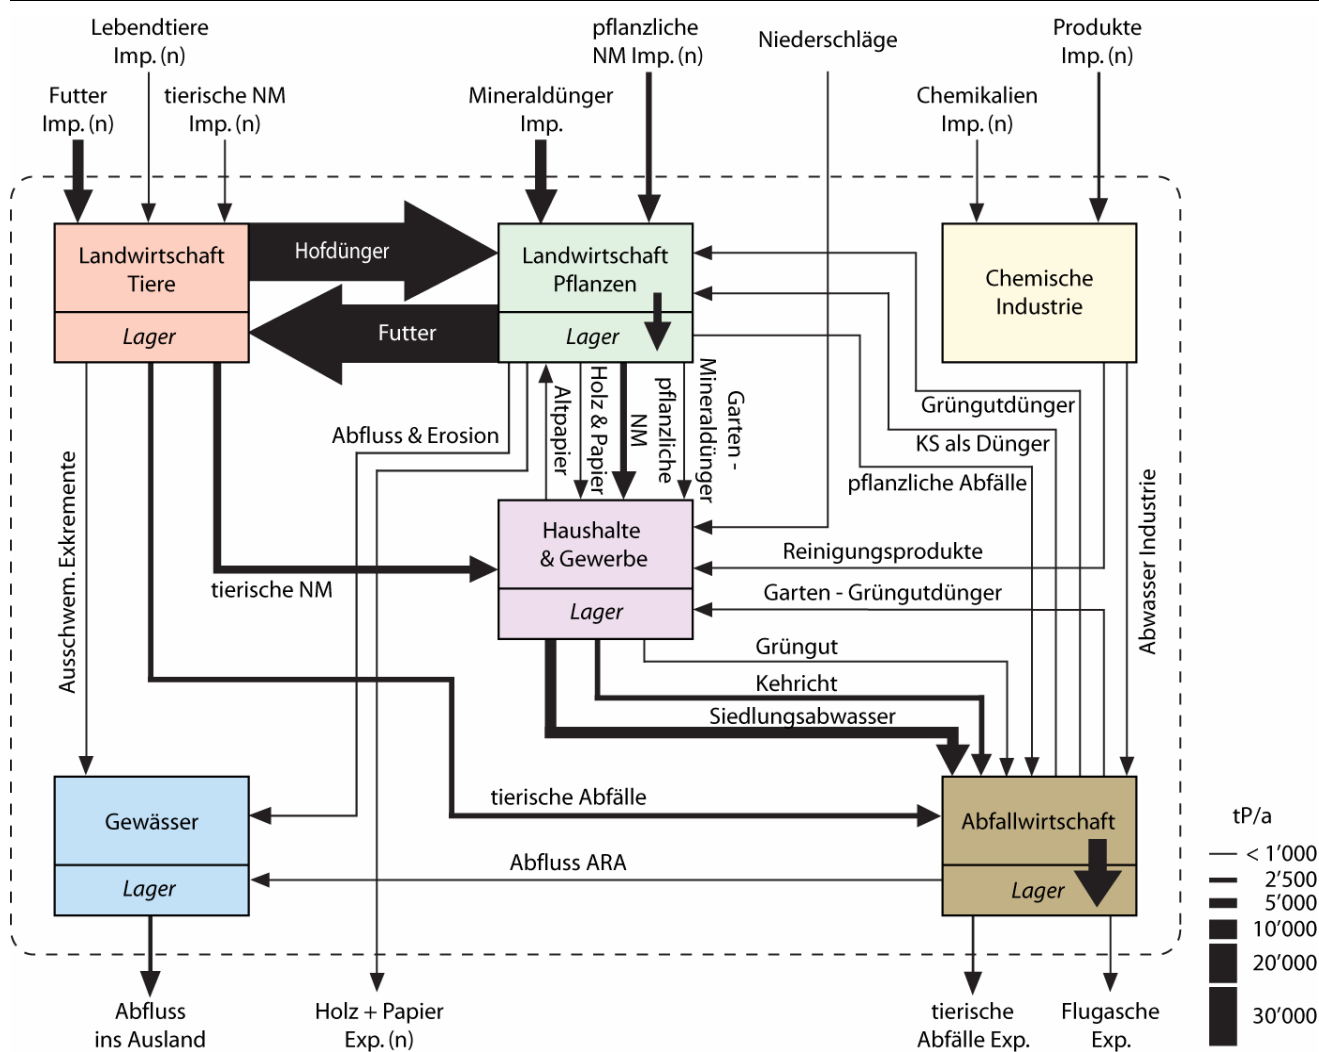 Lebendtiere
Imp. (n)
pflanzliche
NM Imp. (n)
Niederschläge
Produkte
Imp. (n)
Futter
Imp. (n)
tierische NM
Imp. (n)
Mineraldünger
Imp.
Chemikalien
Imp. (n)
Landwirtschaft
Tiere
Lager
Hofdünger
Futter
Landwirtschaft
Pflanzen
Lager
Chemische
Industrie
Abfluss & Erosion
Altpapier
Holz & Papier
pflanzliche
NM
Garten -
Mineraldünger
Grüngutdünger
KS als Dünger
pflanzliche Abfälle
Ausschwem. Exkremente
tierische NM
Haushalte
& Gewerbe
Lager
Reinigungsprodukte
Garten - Grüngutdünger
Abwasser Industrie
Grüngut
Kehricht
Siedlungsabwasser
Gewässer
Lager
tierische Abfälle
Abfluss ARA
Abfallwirtschaft
Lager
tP/a
< 1’000
2’500
5’000
10’000
20’000
30’000
Abfluss
ins Ausland
Holz + Papier
Exp. (n)
tierische
Abfälle Exp.
Flugasche
Exp.